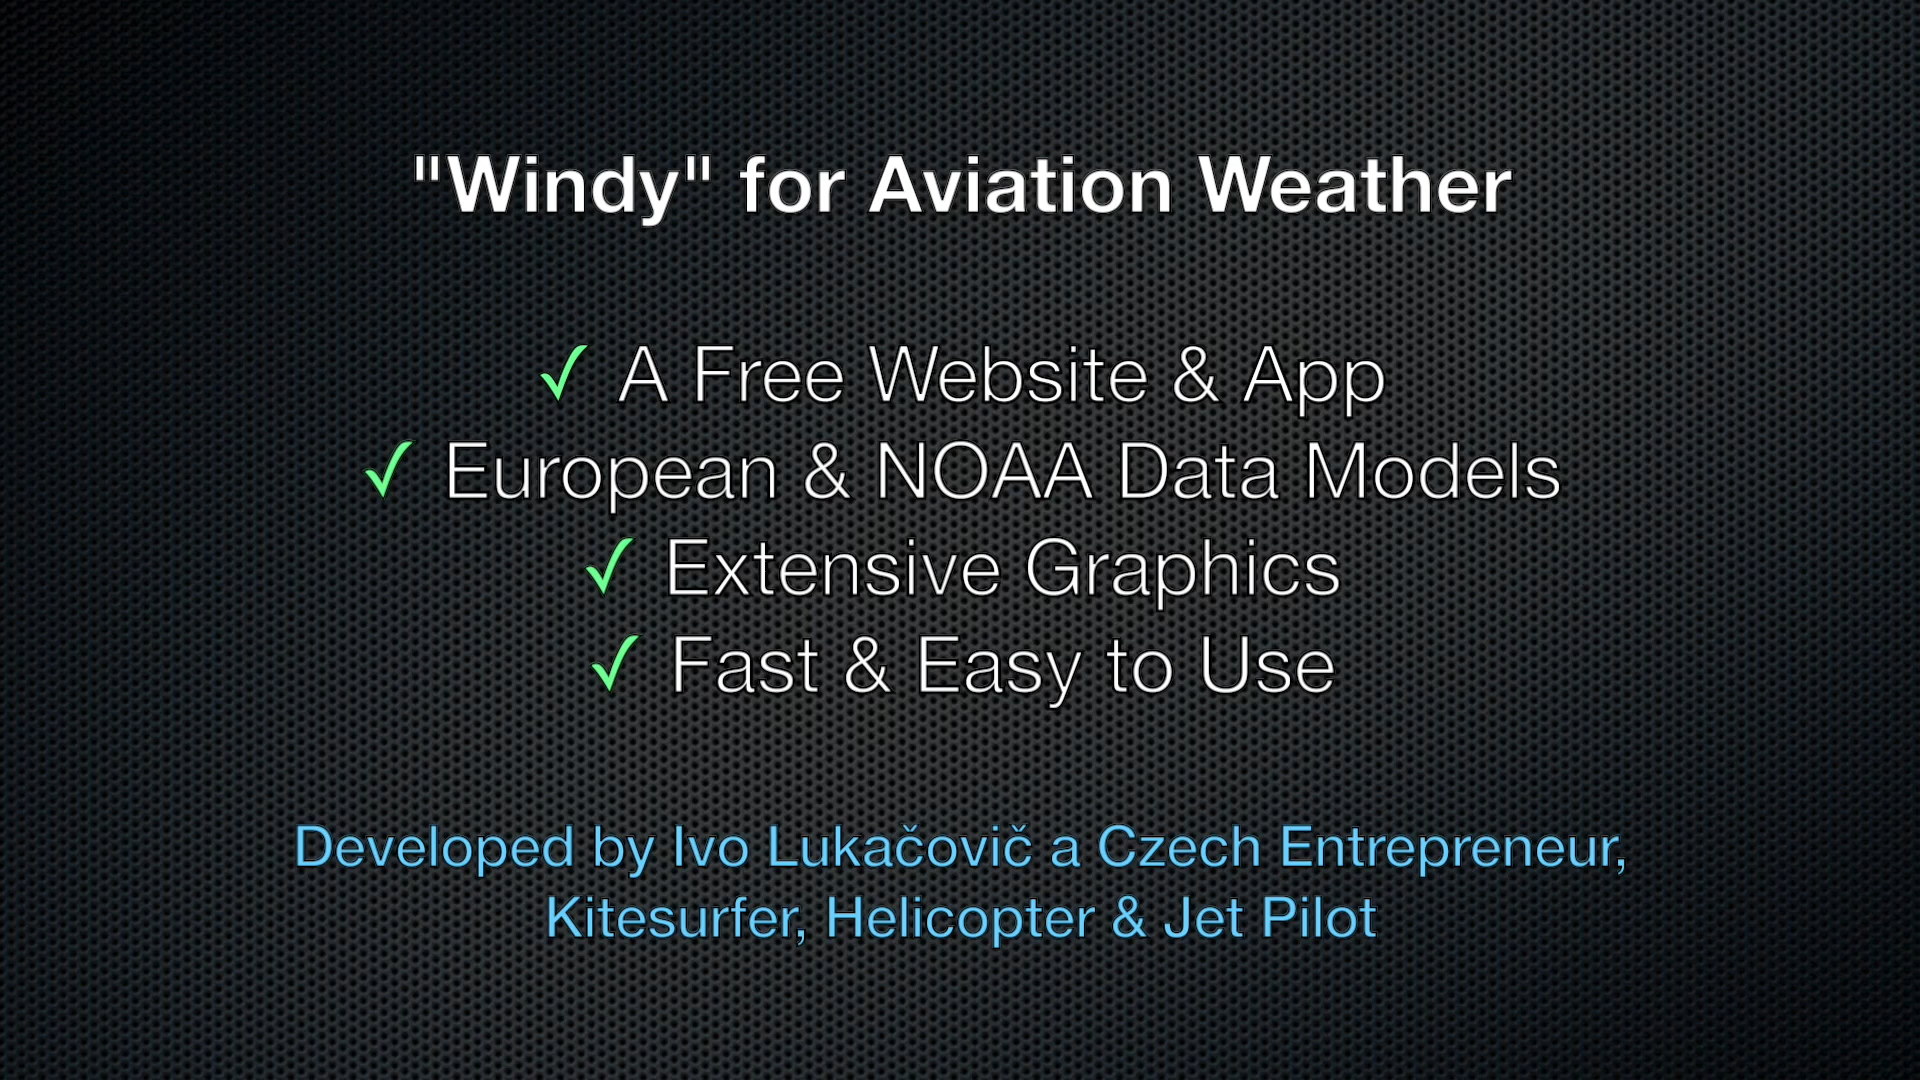 "Windy" for Aviation Weather
✓ A Free Website & App
✓ European & NOAA Data Models
✓ Extensive Graphics
✓ Fast & Easy to Use
Developed by Ivo Lukačovič a Czech Entrepreneur,
Kitesurfer, Helicopter & Jet Pilot